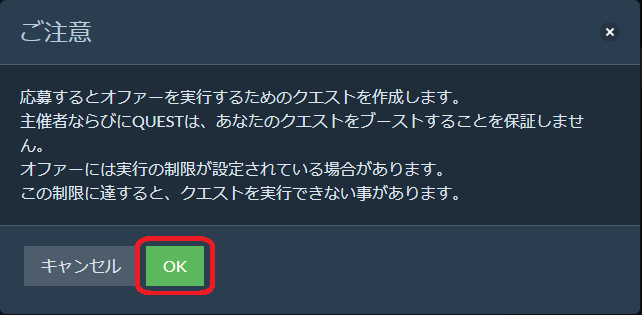 ご注意
×
応募するとオファーを実行するためのクエストを作成します。
主催者ならびにQUESTは、あなたのクエストをブーストすることを保証しませ
ん。
オファーには実行の制限が設定されている場合があります。
この制限に達すると、クエストを実行できない事があります。
キャンセル OK